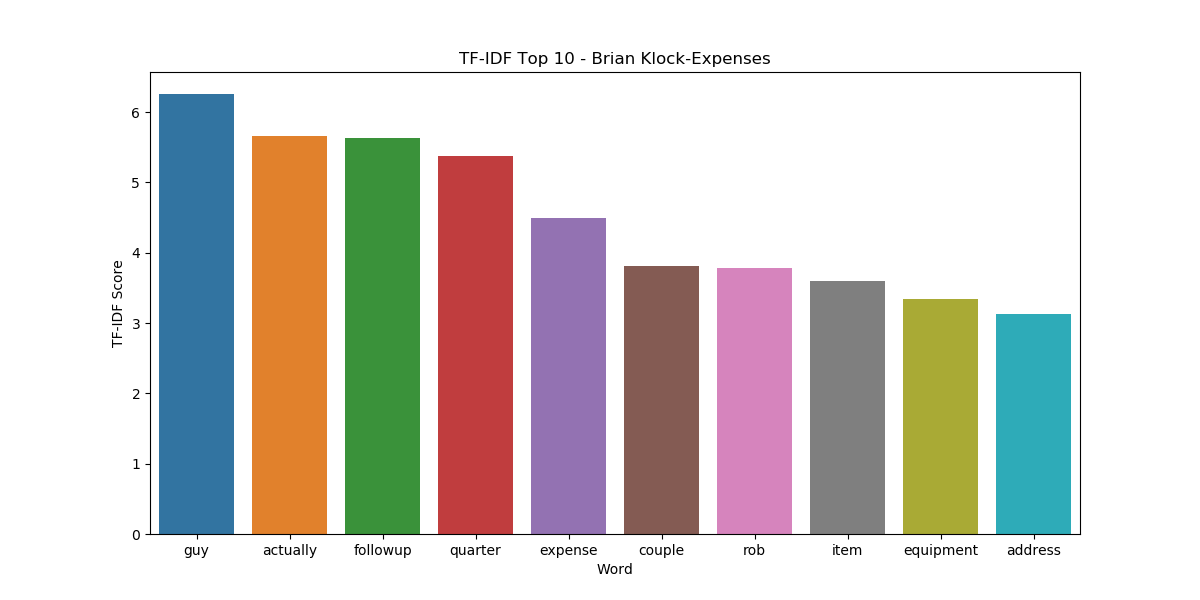 TF-IDF Top 10 - Brian Klock-Expenses
TF-IDF Score
6
5
4
3
2
1
0
guy actually followup quarter expense couple rob item equipment address
Word